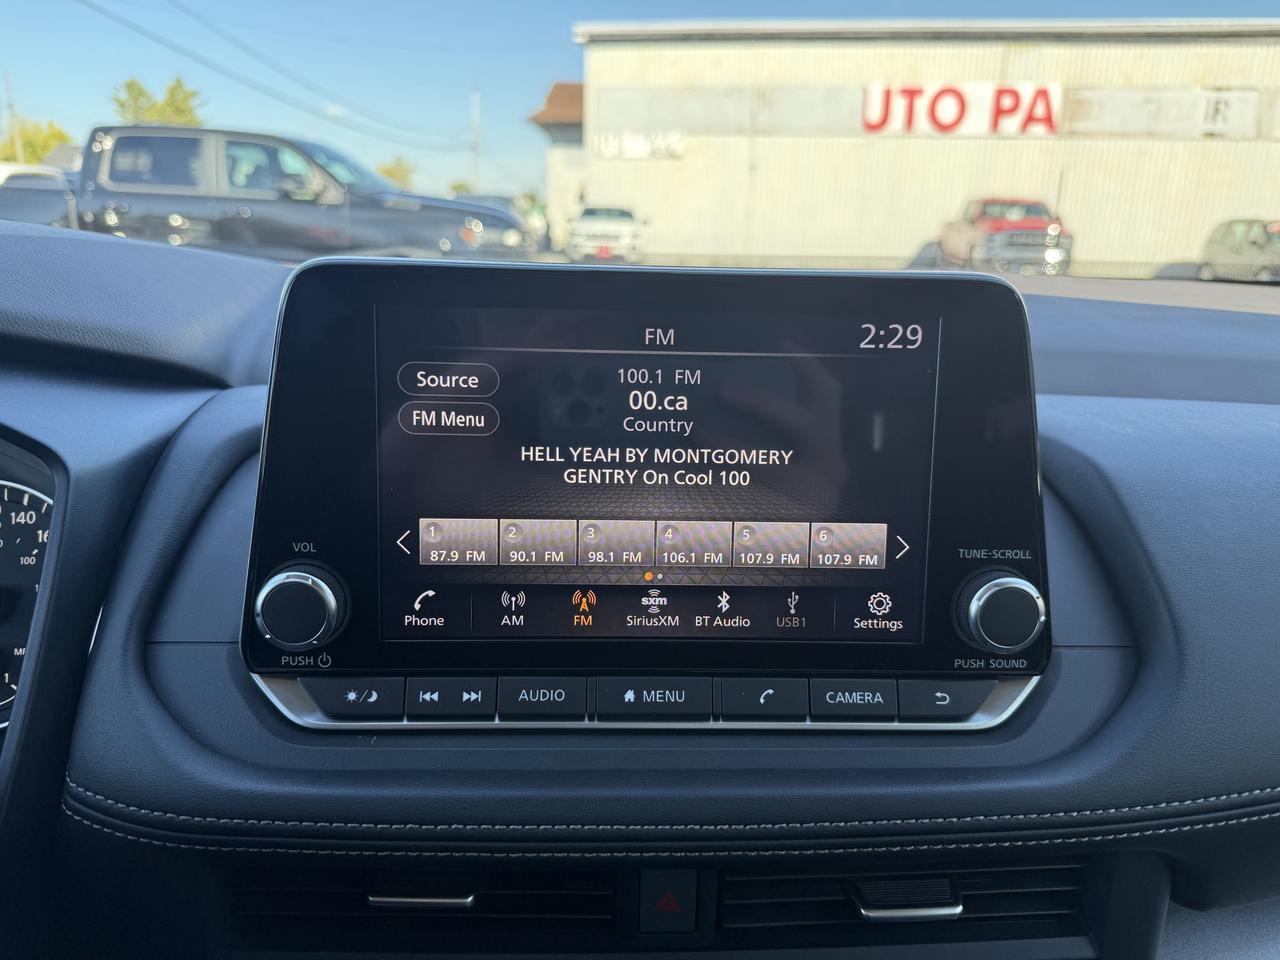 UTO PA
IR
FM
2:29
Source
100.1 FM
00.ca
FM Menu
Country
HELL YEAH BY MONTGOMERY
GENTRY On Cool 100
1 2 3 4 5 6
87.9 FM 90.1 FM 98.1 FM 106.1 FM 107.9 FM 107.9 FM
VOL
TUNE·SCROLL
sxm
Phone AM FM SiriusXM BT Audio USB1 Settings
PUSH
PUSH SOUND
AUDIO MENU CAMERA
140
100